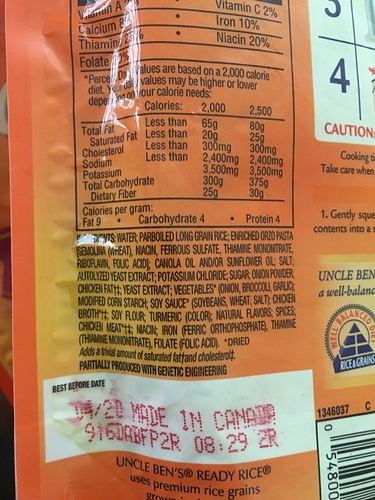 Vitamin A
Vitamin C 2%
Calcium
•
Iron 10%
Thiamin
•
Niacin 20%
Folate
*Percent Daily Values are based on a 2,000 calorie
diet. Your daily values may be higher or lower
depending on your calorie needs:
Calories: 2,000 2,500
Total Fat Less than 65g 80g
Saturated Fat Less than 20g 25g
Cholesterol Less than 300mg 300mg
Sodium Less than 2,400mg 2,400mg
Potassium 3,500mg 3,500mg
Total Carbohydrate 300g 375g
Dietary Fiber 25g 30g
Calories per gram:
Fat 9 • Carbohydrate 4 • Protein 4
WATER; PARBOILED LONG GRAIN RICE; ENRICHED ORZO PASTA
[SEMOLINA (WHEAT), NIACIN, FERROUS SULFATE, THIAMINE MONONITRATE,
RIBOFLAVIN, FOLIC ACID]; CANOLA OIL AND/OR SUNFLOWER OIL; SALT;
AUTOLYZED YEAST EXTRACT; POTASSIUM CHLORIDE; SUGAR; ONION POWDER;
CHICKEN FAT†‡; YEAST EXTRACT; VEGETABLES* (ONION, BROCCOLI, GARLIC);
MODIFIED CORN STARCH; SOY SAUCE* (SOYBEANS, WHEAT, SALT); CHICKEN
BROTH*†‡; SOY FLOUR; TURMERIC (COLOR); NATURAL FLAVORS; SPICES;
CHICKEN MEAT*†‡; NIACIN; IRON (FERRIC ORTHOPHOSPHATE), THIAMINE
(THIAMINE MONONITRATE), FOLATE (FOLIC ACID). *DRIED
Adds a trivial amount of saturated fat†and cholesterol‡.
PARTIALLY PRODUCED WITH GENETIC ENGINEERING
BEST BEFORE DATE
04/20 MADE IN CANADA
08:29 ZR
UNCLE BEN'S® READY RICE®
uses premium rice grains
3
4
CAUTION:
Take care when
1. Gently
contents into a
UNCLE BEN
a well-balanc
WELL BALANCED
RICE & GRAINS
1346037 C
0 54800